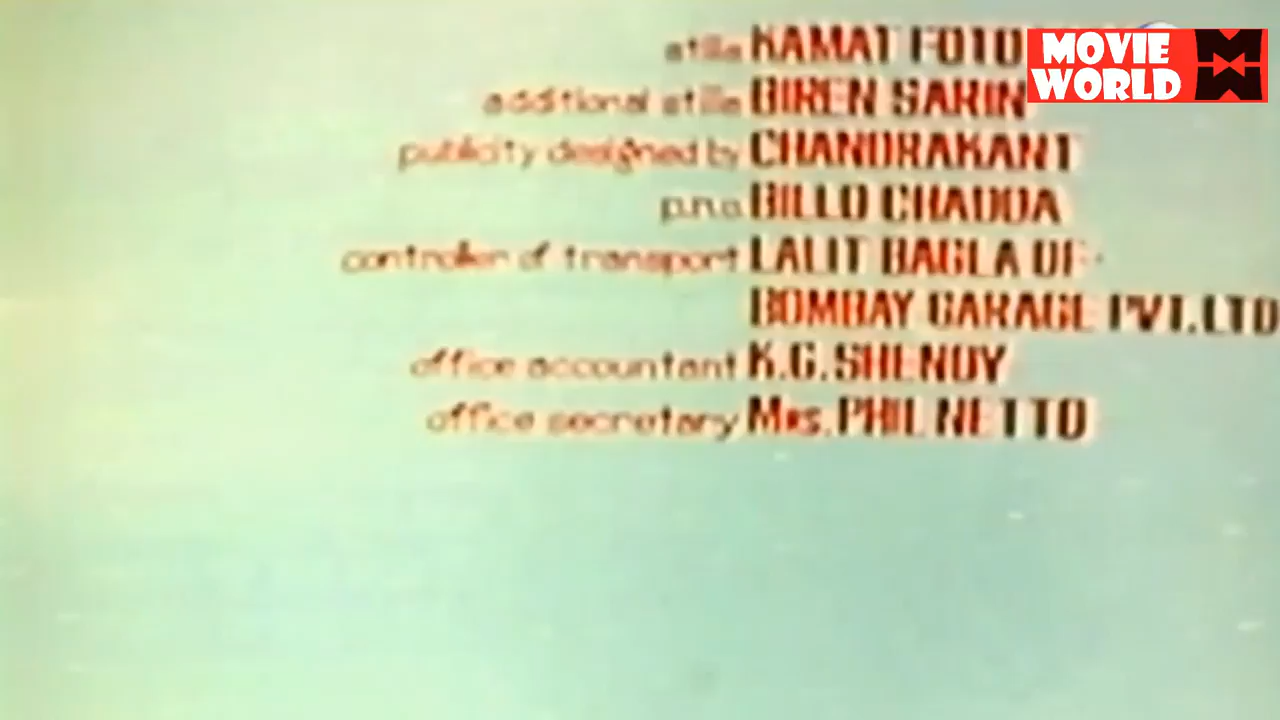 stills KAMAT FOTO
additional stills BIREN SARIN
publicity designed by CHANDRAKANT
p.r.o. BILLO CHADDA
controller of transport LALIT BAGLA OF
BOMBAY GARAGE PVT.LTD
office accountant K.G.SHENOY
office secretary MRS.PHIL NETTO
MOVIE
WORLD